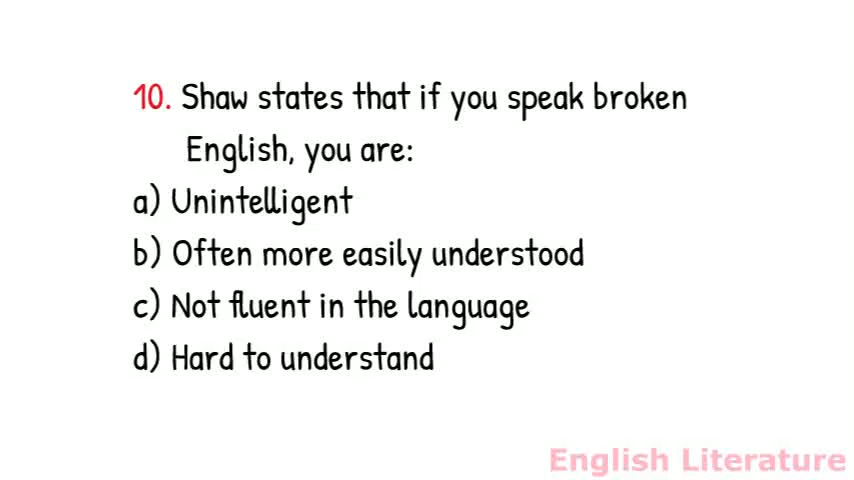 10. Shaw states that if you speak broken
English, you are:
a) Unintelligent
b) Often more easily understood
c) Not fluent in the language
d) Hard to understand
English Literature